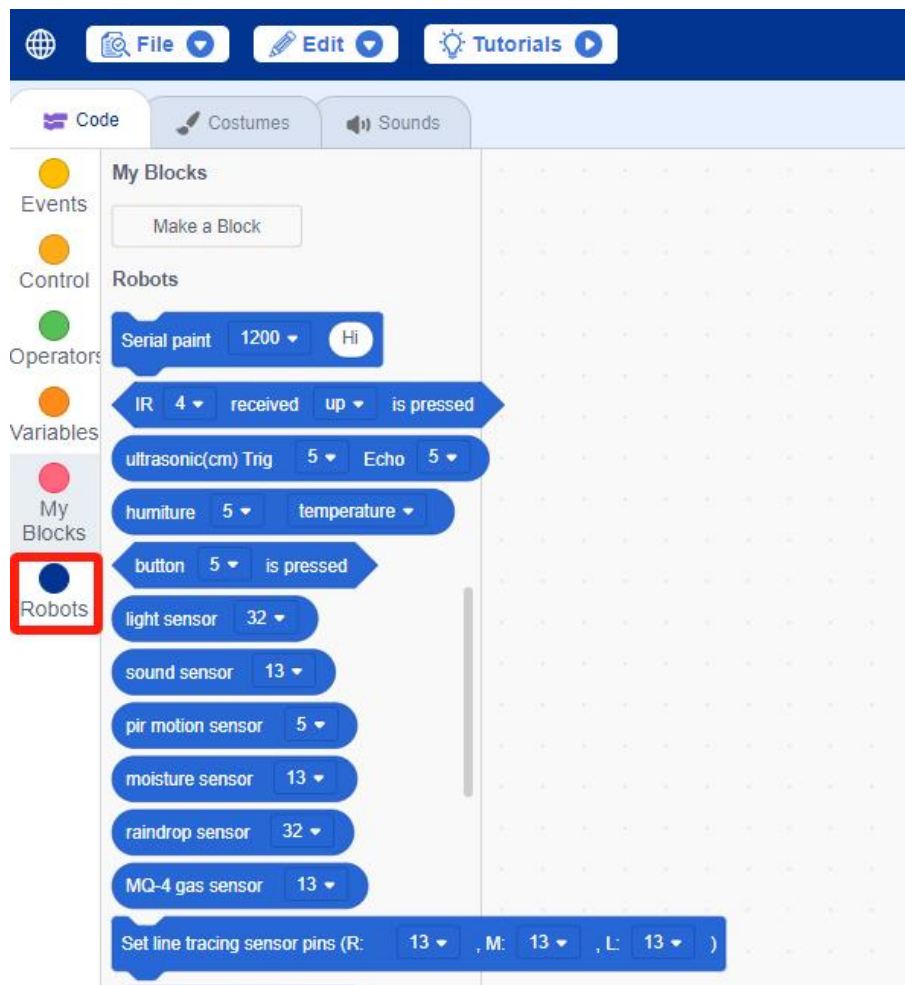 File Edit Tutorials
Code Costumes Sounds
Events
Control
Operators
Variables
My
Blocks
Robots
My Blocks
Make a Block
Robots
Serial paint 1200 Hi
IR 4 received up is pressed
ultrasonic(cm) Trig 5 Echo 5
humiture 5 temperature
button 5 is pressed
light sensor 32
sound sensor 13
pir motion sensor 5
moisture sensor 13
raindrop sensor 32
MQ-4 gas sensor 13
Set line tracing sensor pins (R: 13 , M: 13 , L: 13 )